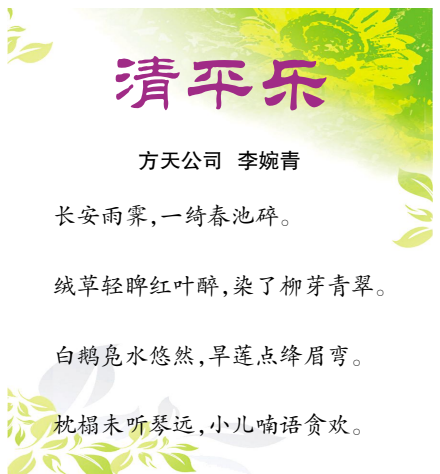 清平乐
方天公司 李婉青
长安雨霁,一绮春池碎。
绒草轻睥红叶醉,染了柳芽青翠。
白鹅凫水悠然,旱莲点绛眉弯。
枕榻未听琴远,小儿喃语贪欢。